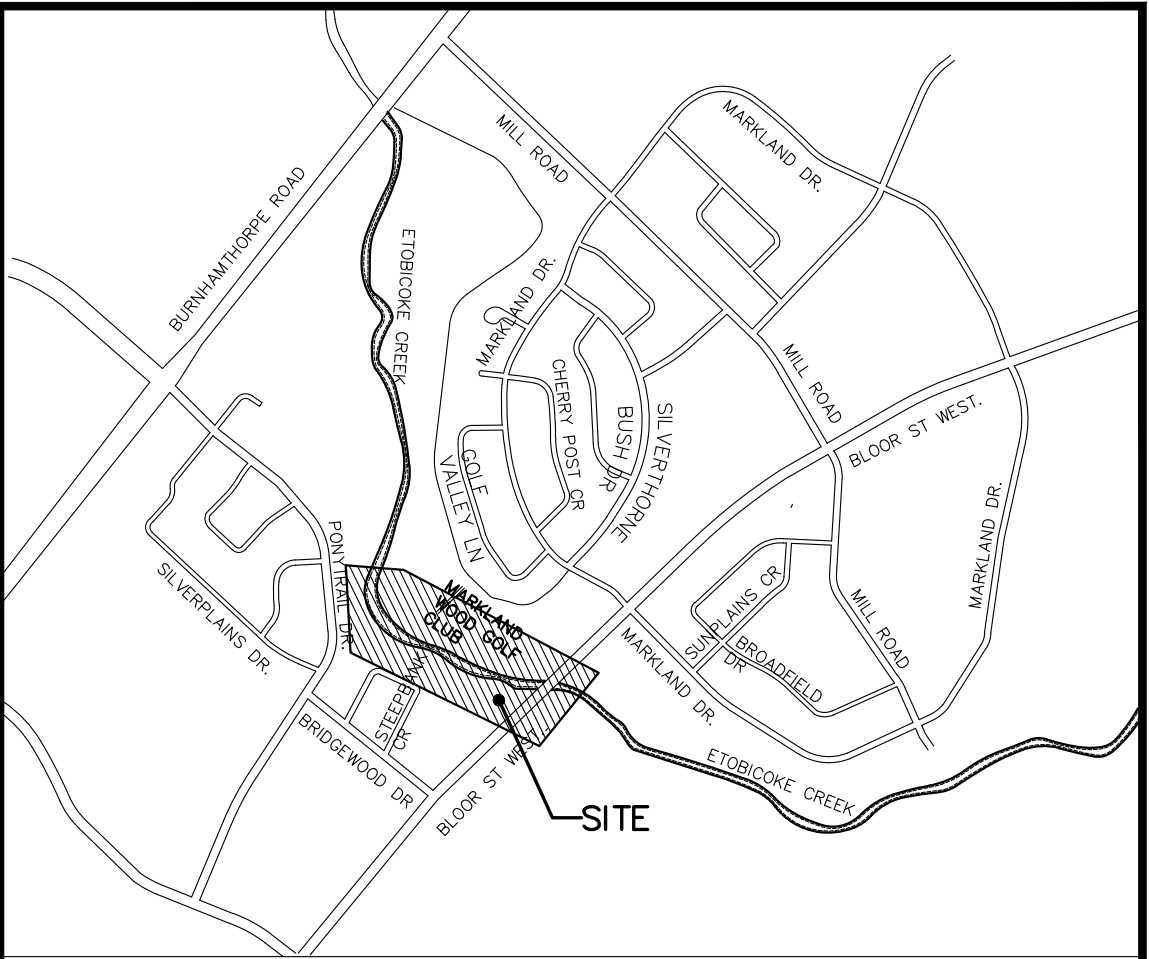 MARKLAND DR.
MILL ROAD
BURNHAMTHORPE ROAD
ETOBICOKE CREEK
MARKLAND DR.
MILL ROAD
CHERRY POST CR
BUSH DR
SILVERTHORNE
BLOOR ST WEST.
GOLF
VALLEY LN
MARKLAND DR.
PONYTRAIL DR.
SILVERPLAINS DR.
MARKLAND
WOOD GOLF
CLUB
SUNPLAINS CR
MILL ROAD
BROADFIELD
DR
MARKLAND DR.
STEEPBANK
CR
BRIDGEWOOD DR
BLOOR ST WEST.
ETOBICOKE CREEK
SITE